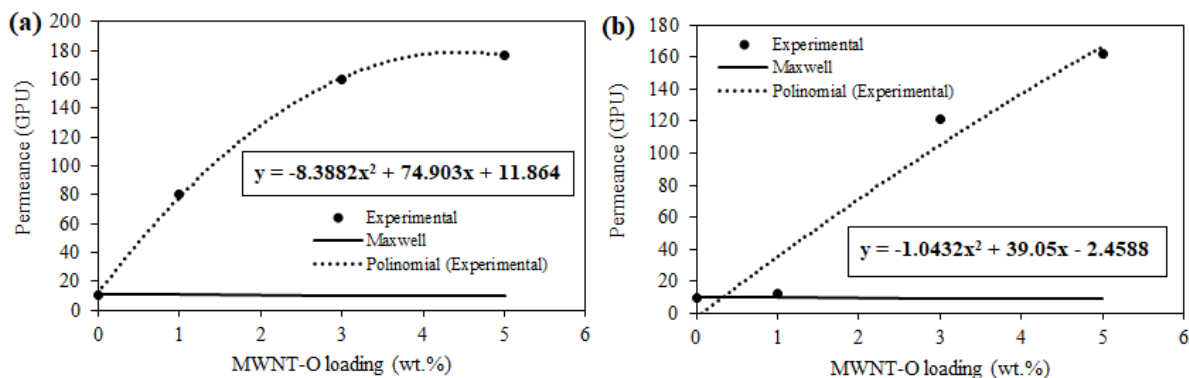 (a)
200
180
160
140
120
100
80
60
40
20
0
Permeance (GPU)
y = -8.3882x² + 74.903x + 11.864
Experimental
Maxwell
Polinomial (Experimental)
0 1 2 3 4 5 6
MWNT-O loading (wt.%)
(b)
180
160
140
120
100
80
60
40
20
0
Permeance (GPU)
Experimental
Maxwell
Polinomial (Experimental)
y = -1.0432x² + 39.05x - 2.4588
0 1 2 3 4 5 6
MWNT-O loading (wt.%)